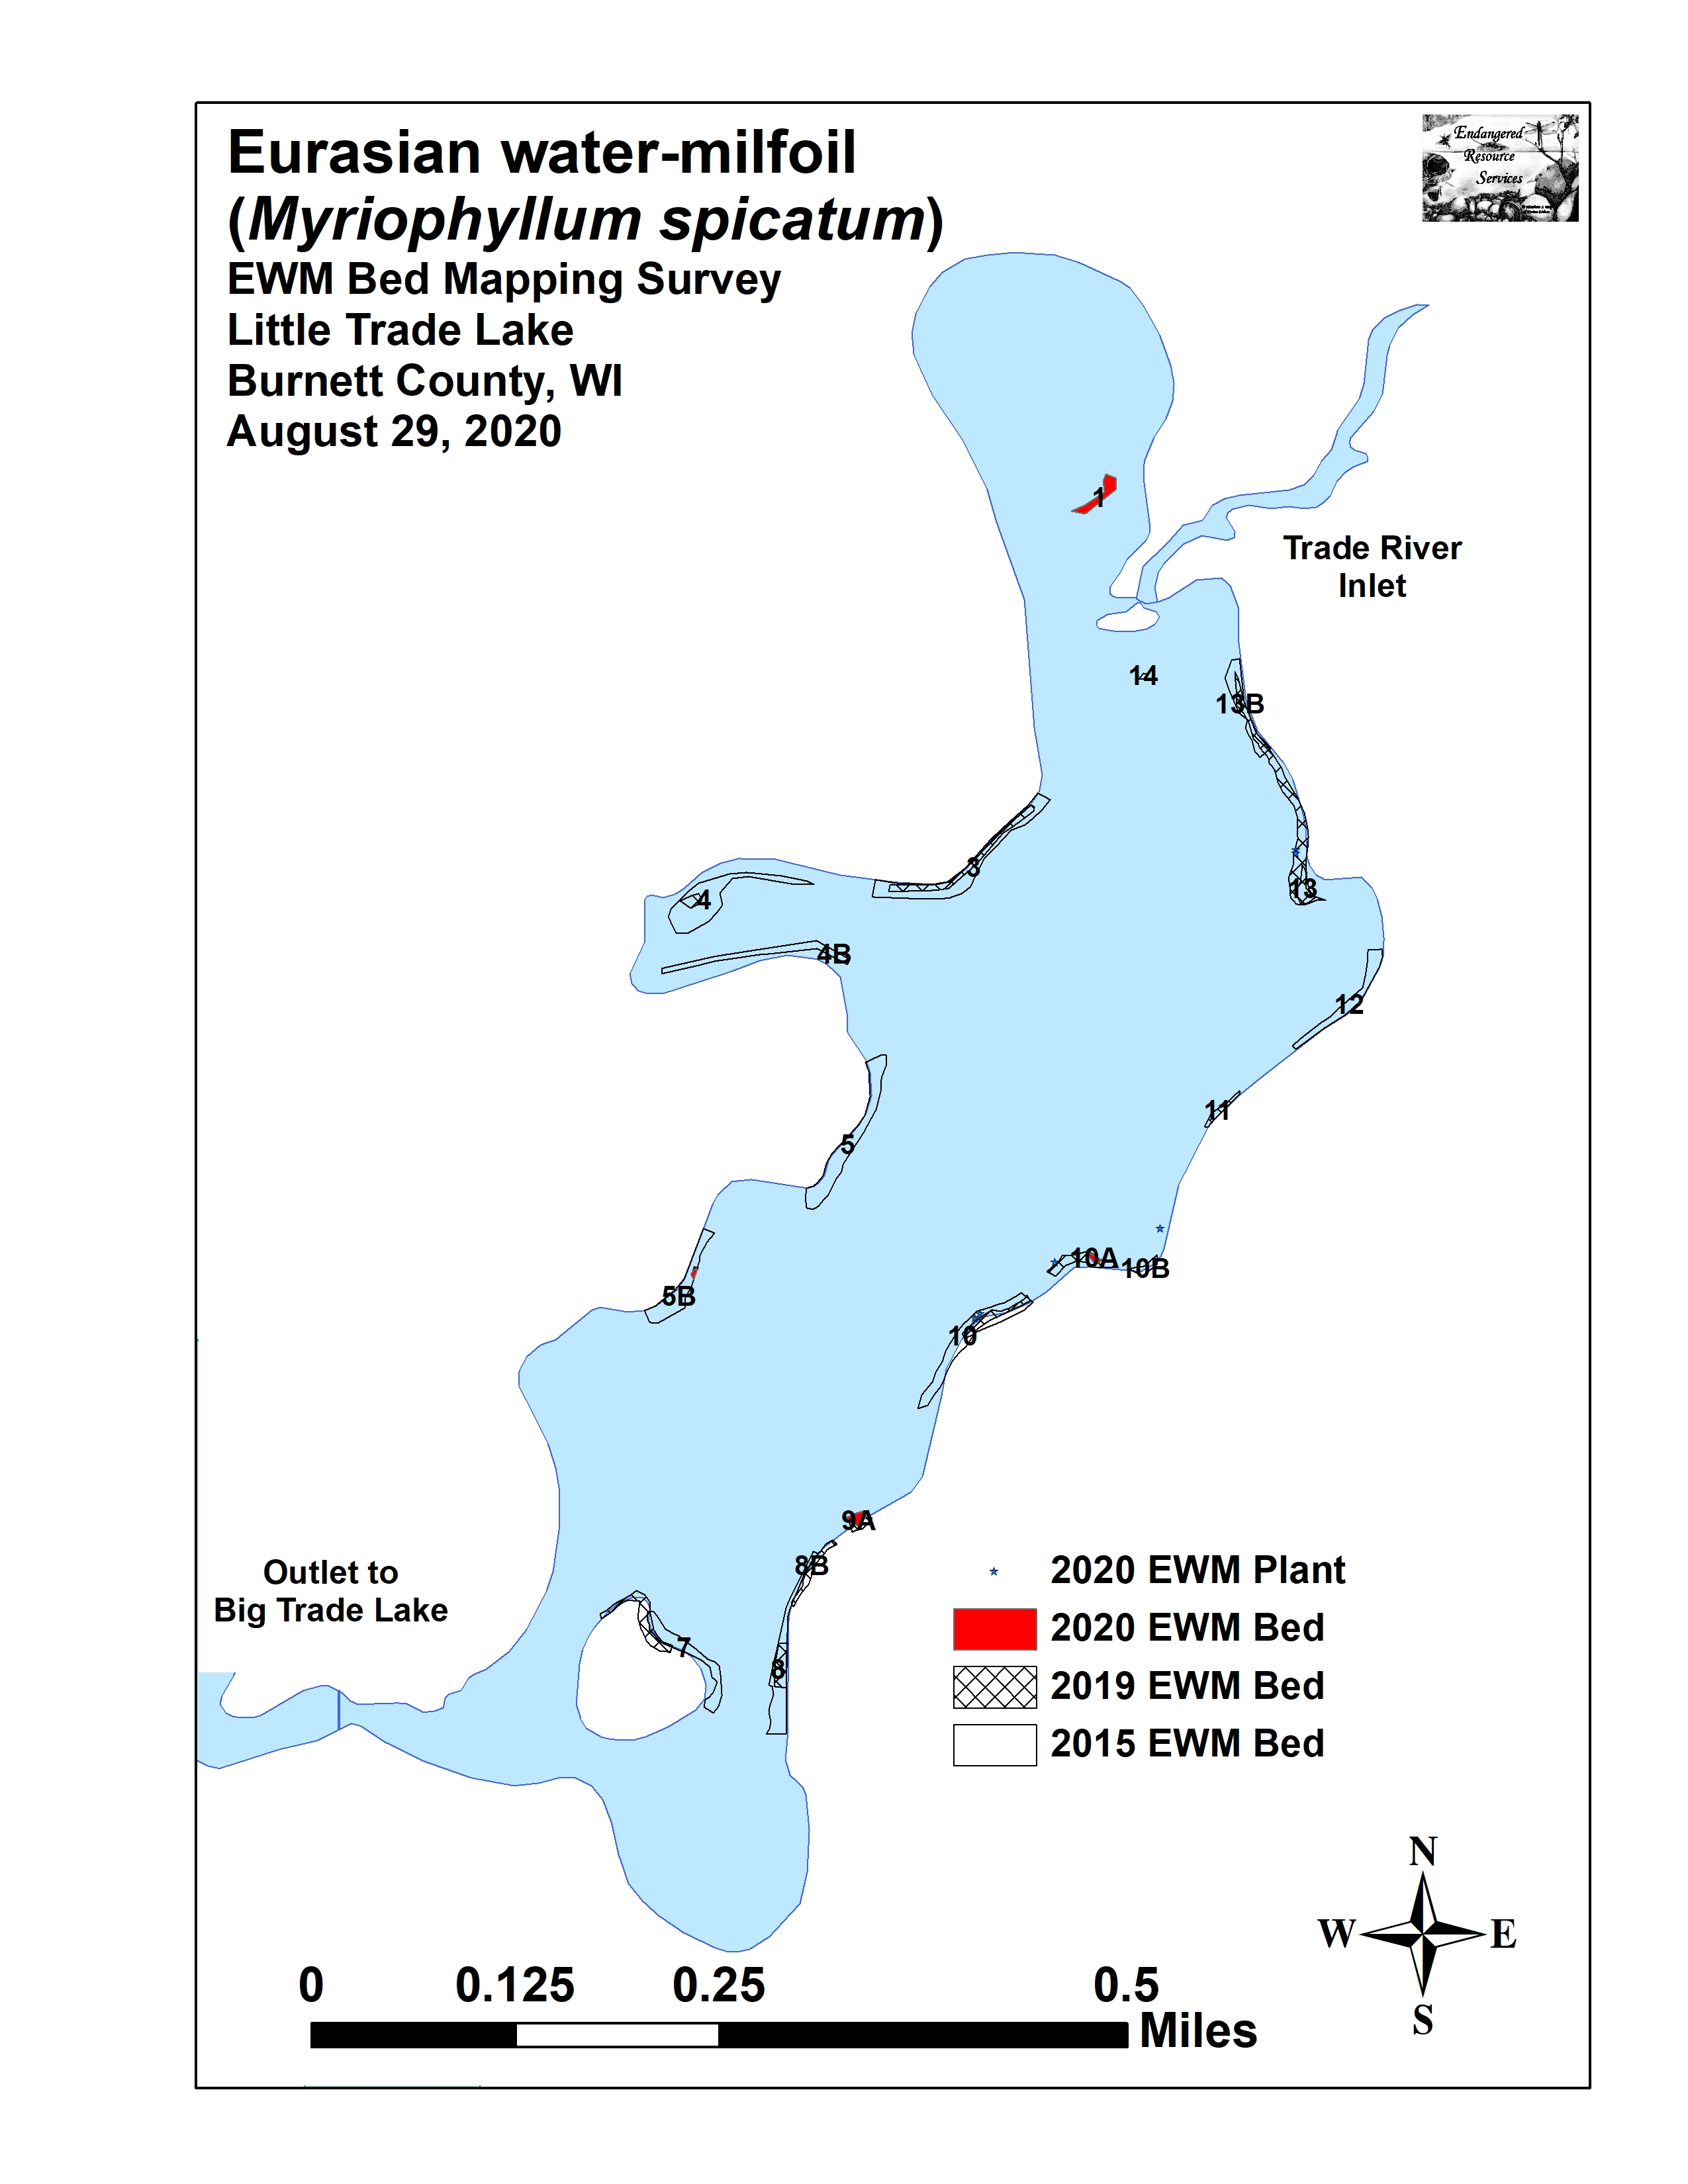 Eurasian water-milfoil
(Myriophyllum spicatum)
EWM Bed Mapping Survey
Little Trade Lake
Burnett County, WI
August 29, 2020
Endangered
Resource
Services
1
Trade River
Inlet
14
13B
3
13
4
4B
12
11
5
10A
10B
5B
10
9A
8B
7
8
Outlet to
Big Trade Lake
2020 EWM Plant
2020 EWM Bed
2019 EWM Bed
2015 EWM Bed
N
W E
S
0 0.125 0.25 0.5
Miles